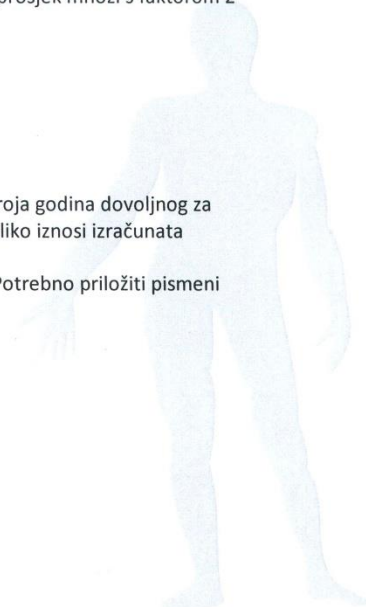 prosjek množi s faktorom 2
roja godina dovoljnog za
liko iznosi izračunata
Potrebno priložiti pismeni